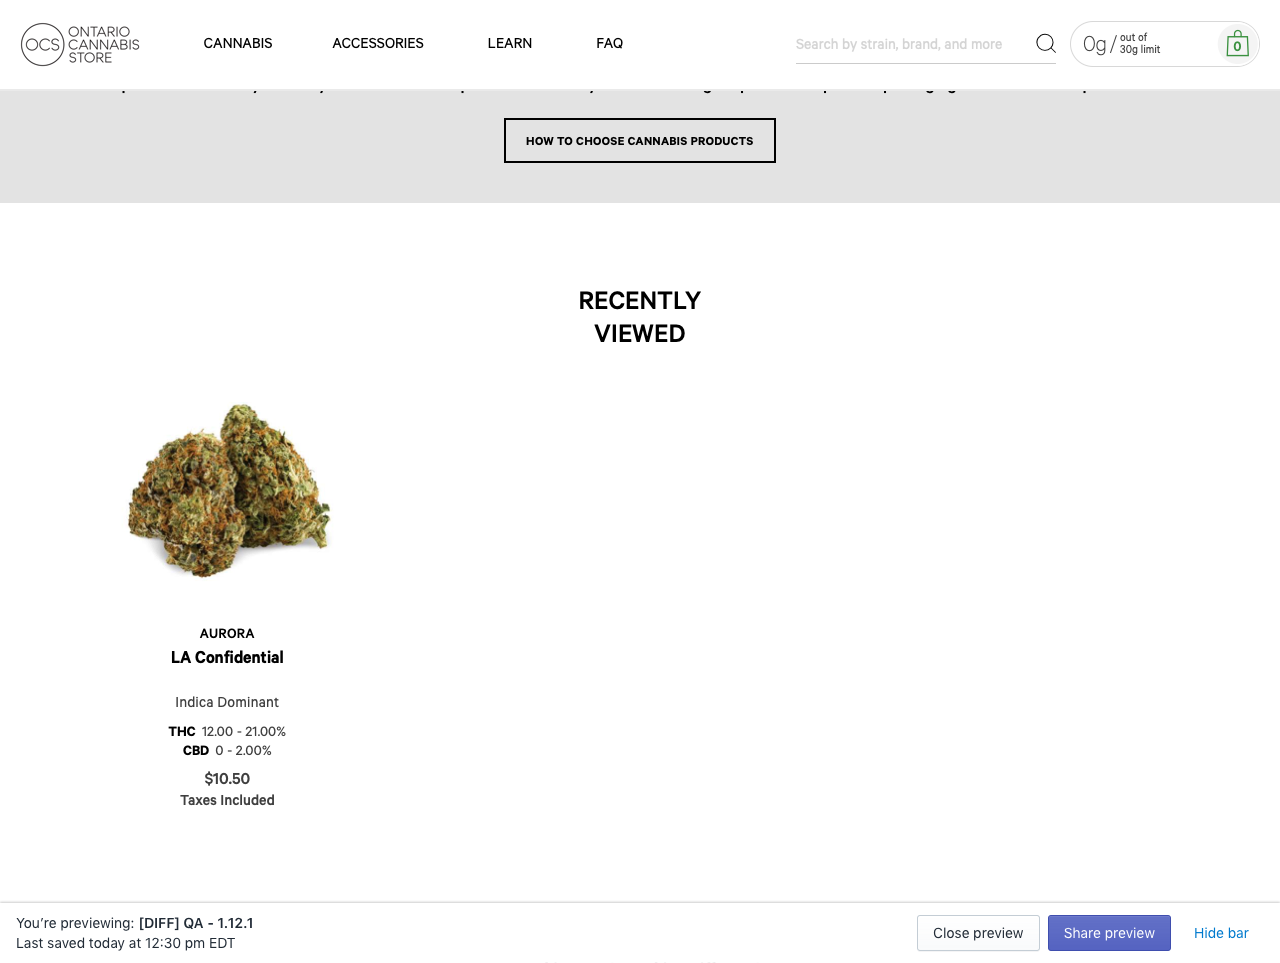 OCS ONTARIO
CANNABIS
STORE
CANNABIS ACCESSORIES LEARN FAQ
Search by strain, brand, and more
0g / out of
30g limit
0
HOW TO CHOOSE CANNABIS PRODUCTS
RECENTLY
VIEWED
AURORA
LA Confidential
Indica Dominant
THC 12.00 - 21.00%
CBD 0 - 2.00%
$10.50
Taxes Included
You're previewing: [DIFF] QA - 1.12.1
Last saved today at 12:30 pm EDT
Close preview Share preview Hide bar